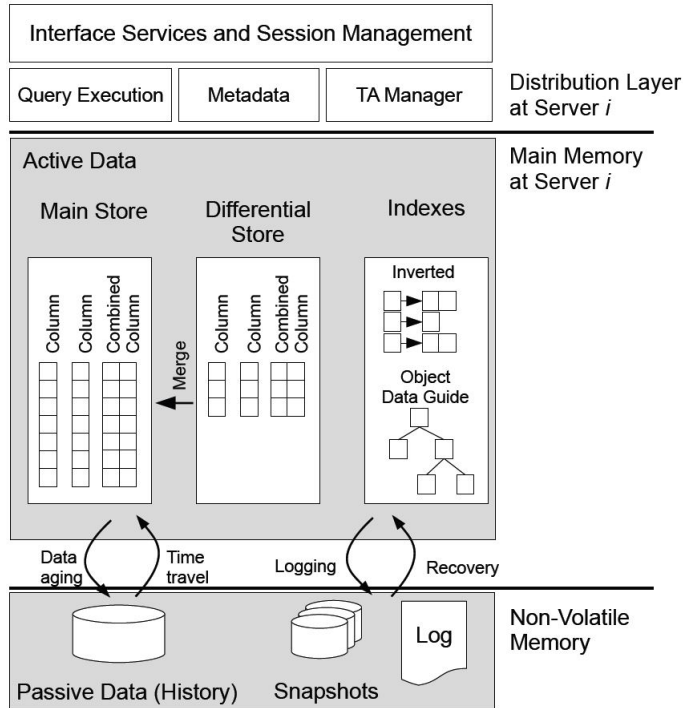 Interface Services and Session Management
Query Execution
Metadata
TA Manager
Distribution Layer
at Server i
Active Data
Main Memory
at Server i
Main Store
Differential
Store
Indexes
Column
Column
Combined
Column
Merge
Column
Column
Combined
Column
Inverted
Object
Data Guide
Data
aging
Time
travel
Logging
Recovery
Non-Volatile
Memory
Passive Data (History)
Snapshots
Log